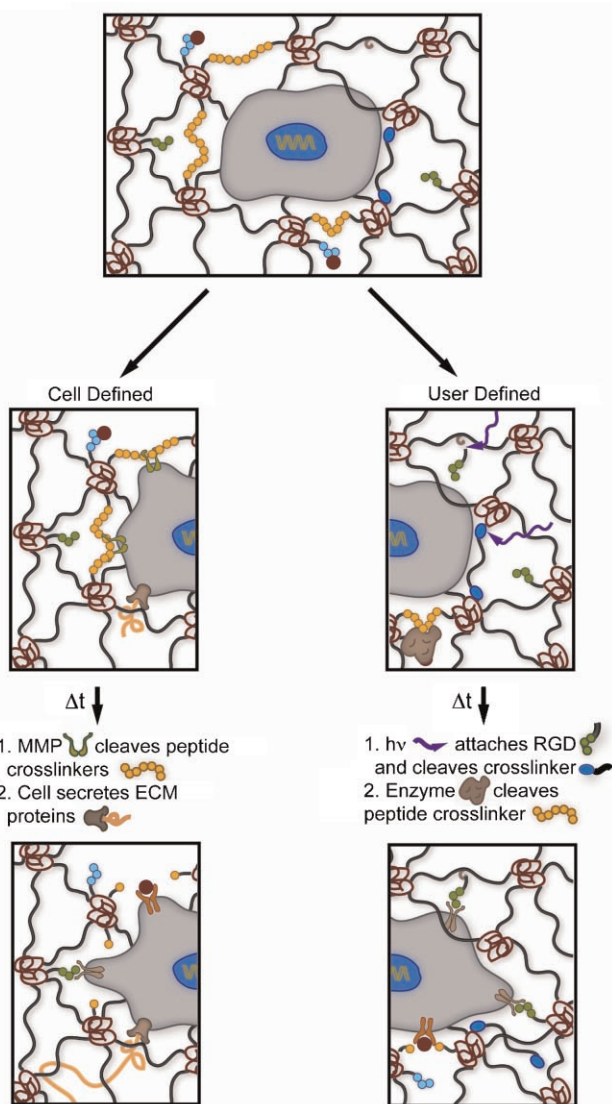 Cell Defined
User Defined
Δt
Δt
1. MMP cleaves peptide
crosslinkers
2. Cell secretes ECM
proteins
1. hν attaches RGD
and cleaves crosslinker
2. Enzyme cleaves
peptide crosslinker